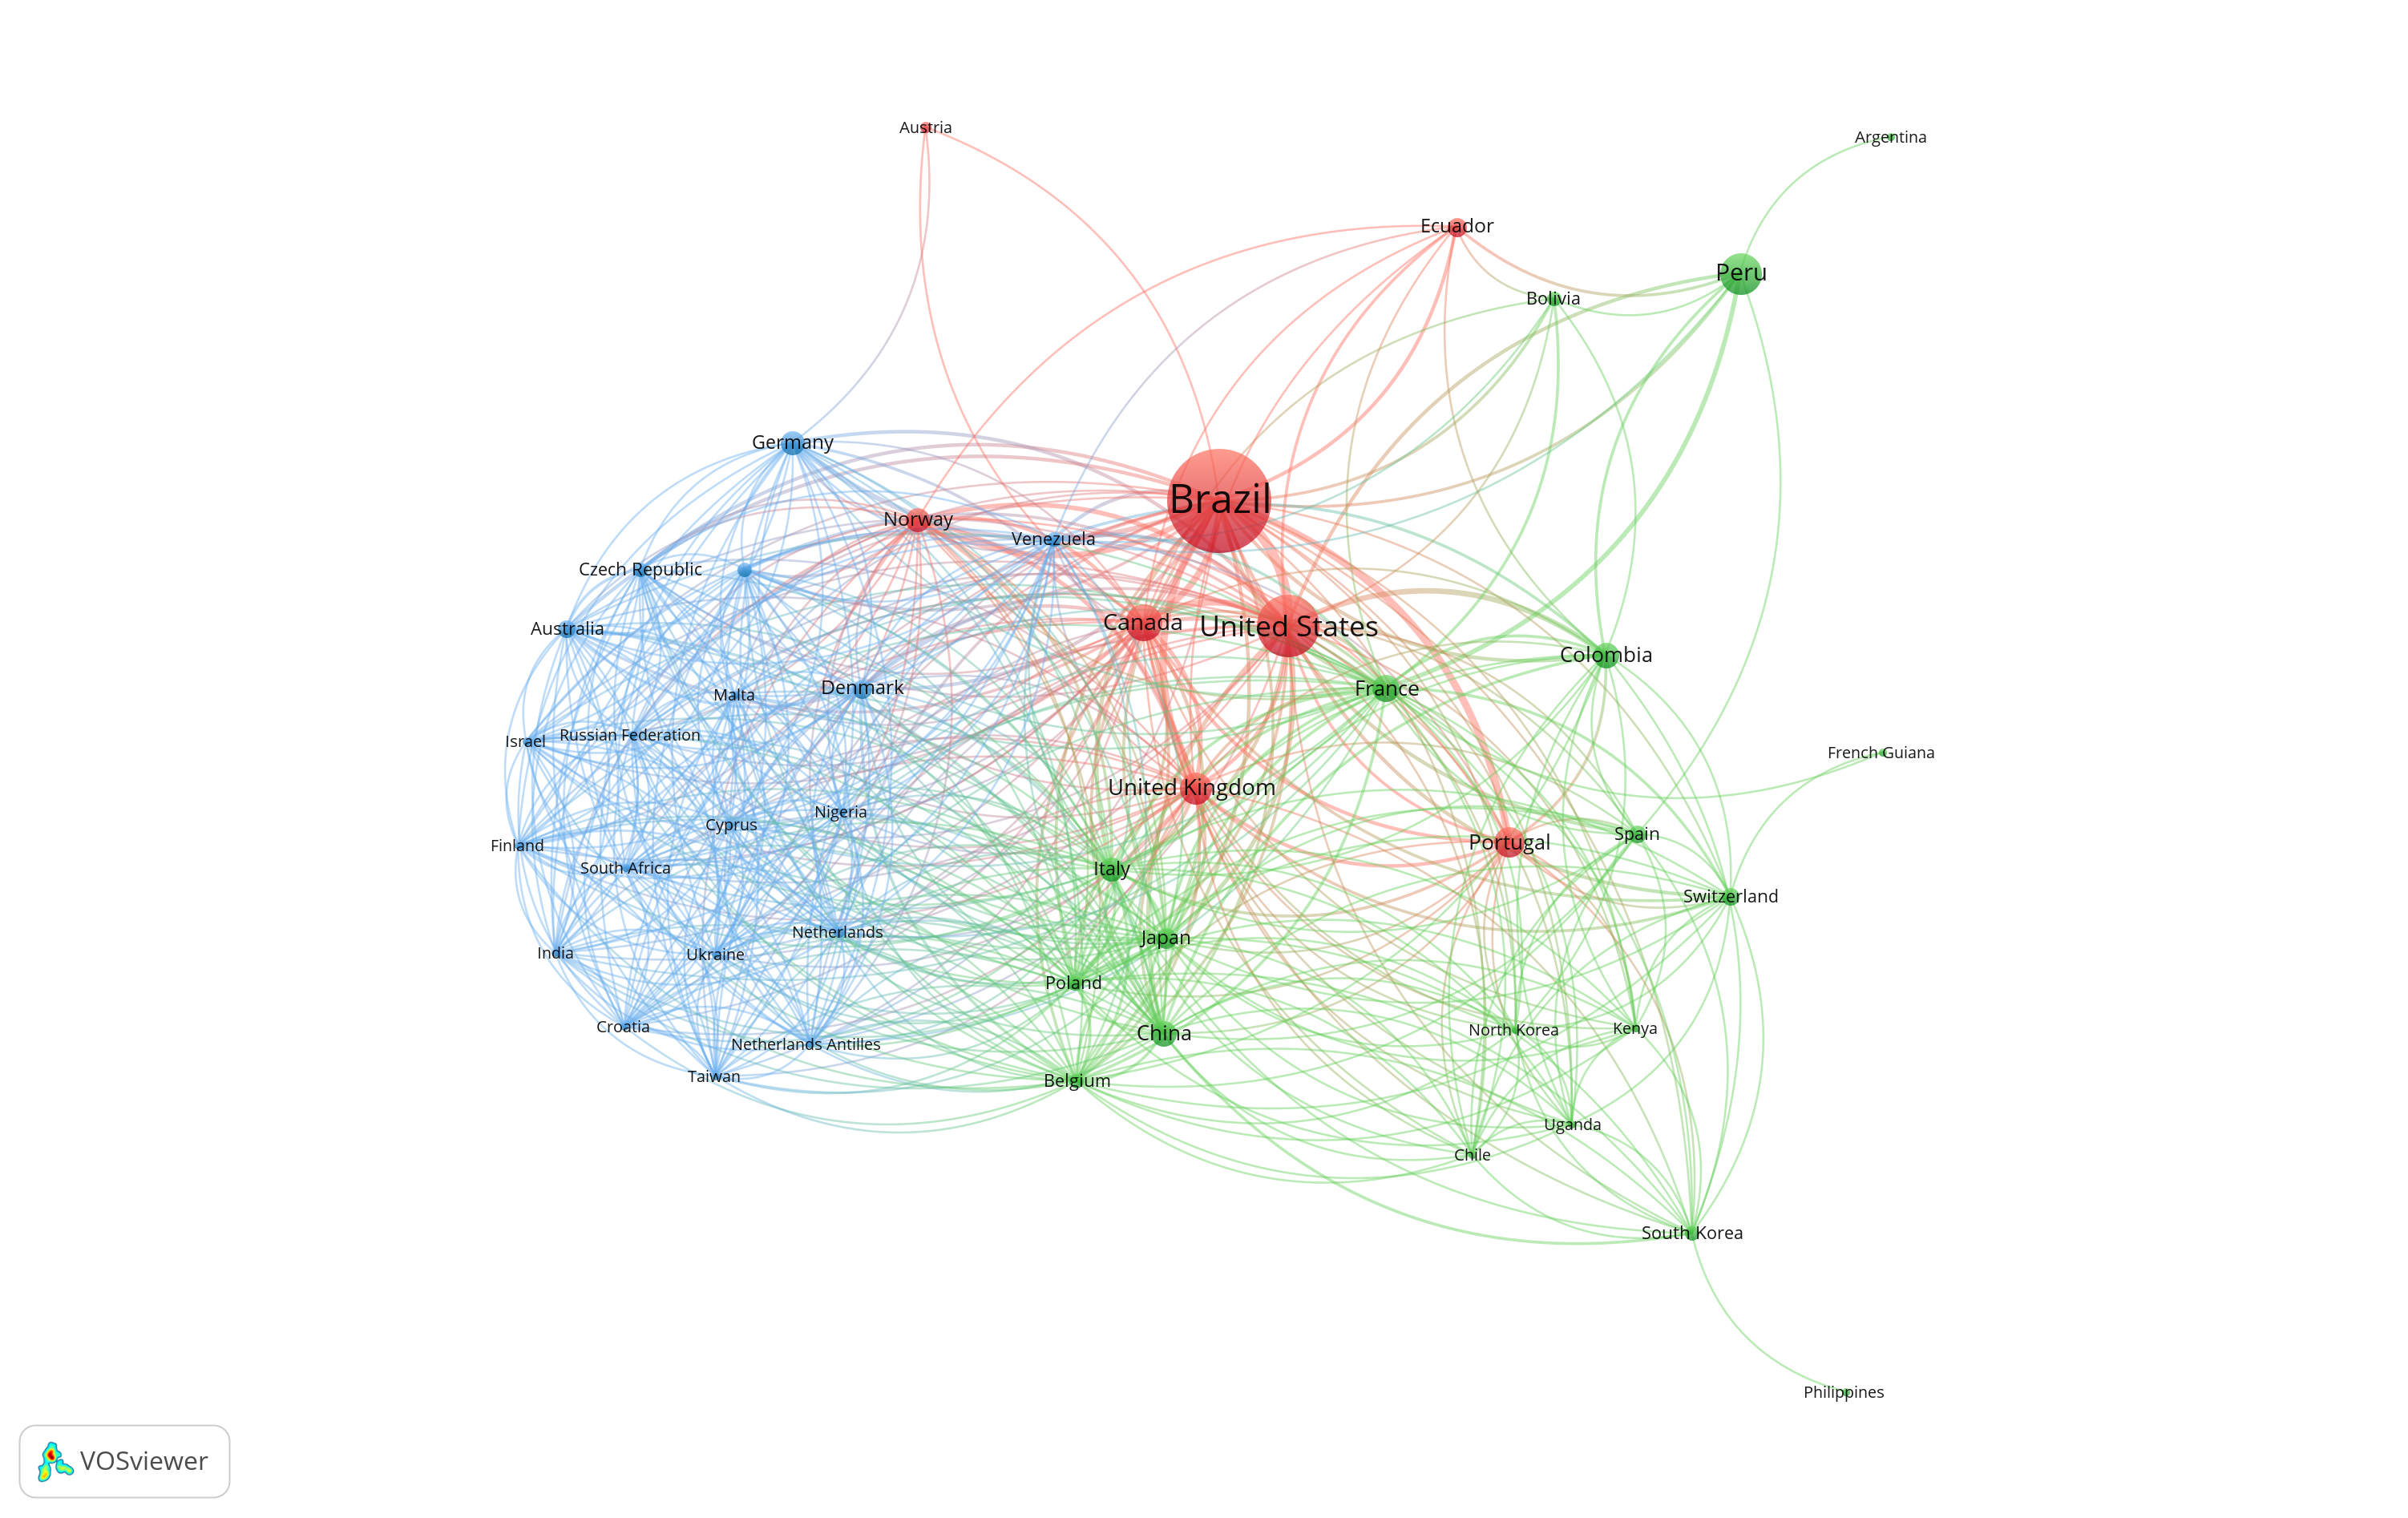 Austria
Argentina
Ecuador
Peru
Bolivia
Germany
Brazil
Norway
Venezuela
Czech Republic
Canada
United States
Australia
Colombia
Denmark
France
Malta
Russian Federation
Israel
French Guiana
United Kingdom
Nigeria
Cyprus
Spain
Portugal
Finland
South Africa
Italy
Switzerland
Netherlands
Japan
India
Ukraine
Poland
Croatia
North Korea
Kenya
China
Netherlands Antilles
Taiwan
Belgium
Uganda
Chile
South Korea
Philippines
VOSviewer